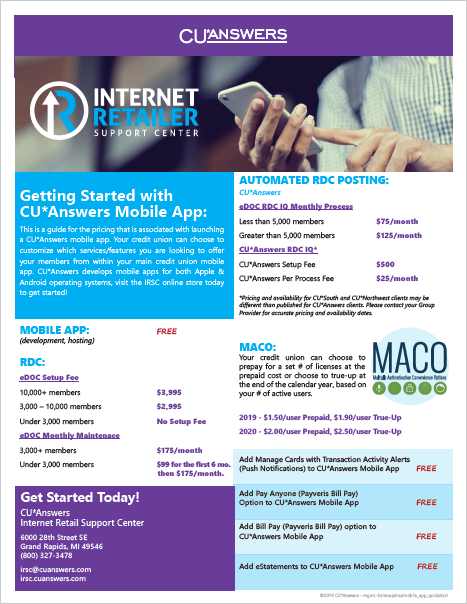 CU*ANSWERS
INTERNET
RETAILER
SUPPORT CENTER
Getting Started with
CU*Answers Mobile App:
This is a guide for the pricing that is associated with launching
a CU*Answers mobile app. Your credit union can choose to
customize which services/features you are looking to offer
your members from within your main credit union mobile
app. CU*Answers develops mobile apps for both Apple &
Android operating systems, visit the IRSC online store today
to get started!
AUTOMATED RDC POSTING:
CU*Answers
eDOC RDC IQ Monthly Process
Less than 5,000 members $75/month
Greater than 5,000 members $125/month
CU*Answers RDC IQ*
CU*Answers Setup Fee $500
CU*Answers Per Process Fee $25/month
*Pricing and availability for CU*South and CU*Northwest clients may be
different than published for CU*Answers clients. Please contact your Group
Provider for accurate pricing and availability dates.
MOBILE APP: FREE
(development, hosting)
RDC:
eDOC Setup Fee
10,000+ members $3,995
3,000 – 10,000 members $2,995
Under 3,000 members No Setup Fee
eDOC Monthly Maintenace
3,000+ members $175/month
Under 3,000 members $99 for the first 6 mo.
then $175/month.
MACO:
Your credit union can choose to
prepay for a set # of licenses at the
prepaid cost or choose to true-up at
the end of the calendar year, based on
your # of active users.
MACO
Multiple Authentication Convenience Options
2019 - $1.50/user Prepaid, $1.90/user True-Up
2020 - $2.00/user Prepaid, $2.50/user True-Up
Add Manage Cards with Transaction Activity Alerts
(Push Notifications) to CU*Answers Mobile App FREE
Add Pay Anyone (Payveris Bill Pay)
Option to CU*Answers Mobile App FREE
Add Bill Pay (Payveris Bill Pay) option to
CU*Answers Mobile App FREE
Add eStatements to CU*Answers Mobile App FREE
Get Started Today!
CU*Answers
Internet Retail Support Center
6000 28th Street SE
Grand Rapids, MI 49546
(800) 327-3478
irsc@cuanswers.com
irsc.cuanswers.com